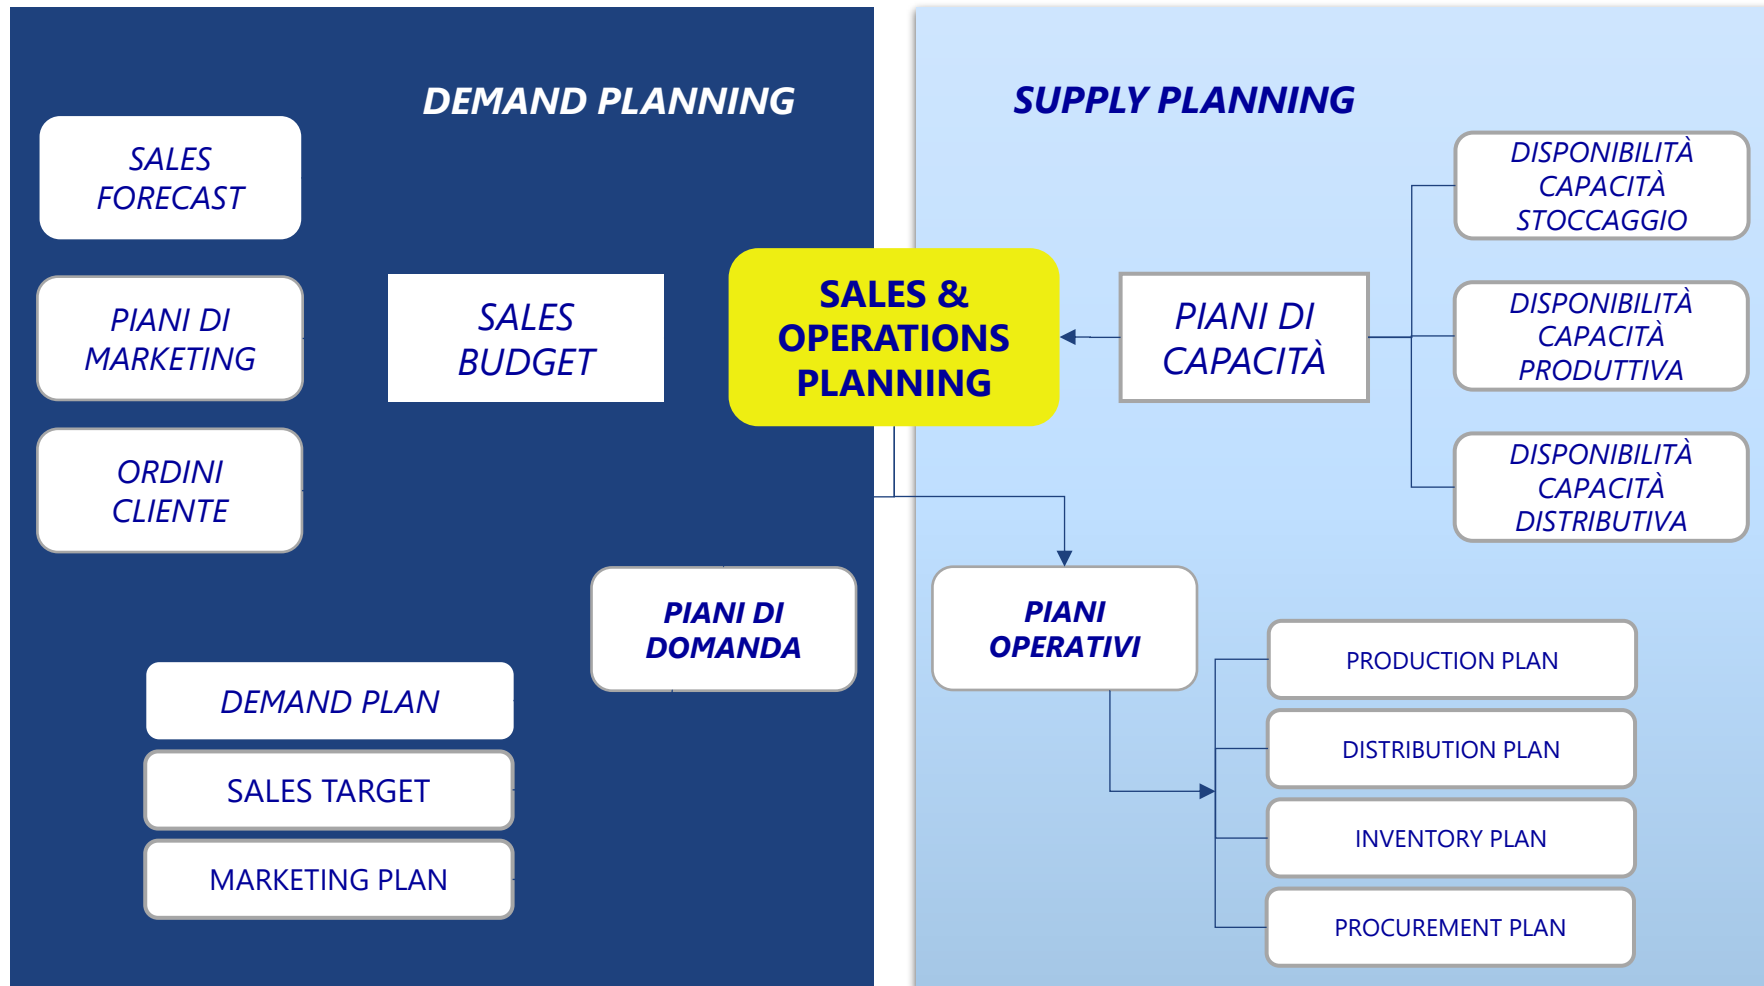 DEMAND PLANNING
SALES
FORECAST
PIANI DI
MARKETING
ORDINI
CLIENTE
SALES
BUDGET
SALES &
OPERATIONS
PLANNING
PIANI DI
DOMANDA
DEMAND PLAN
SALES TARGET
MARKETING PLAN
SUPPLY PLANNING
PIANI DI
CAPACITÀ
DISPONIBILITÀ
CAPACITÀ
STOCCAGGIO
DISPONIBILITÀ
CAPACITÀ
PRODUTTIVA
DISPONIBILITÀ
CAPACITÀ
DISTRIBUTIVA
PIANI
OPERATIVI
PRODUCTION PLAN
DISTRIBUTION PLAN
INVENTORY PLAN
PROCUREMENT PLAN